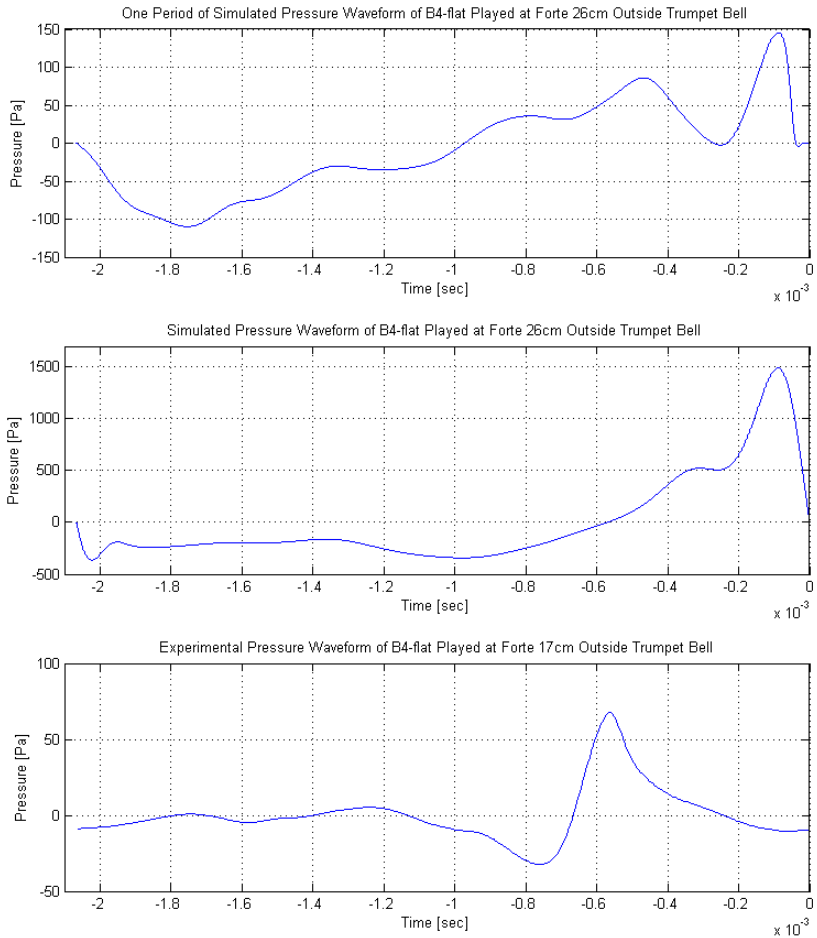 One Period of Simulated Pressure Waveform of B4-flat Played at Forte 26cm Outside Trumpet Bell
150
100
50
0
-50
-100
-150
Pressure [Pa]
-2 -1.8 -1.6 -1.4 -1.2 -1 -0.8 -0.6 -0.4 -0.2 0
Time [sec]
x 10⁻³
Simulated Pressure Waveform of B4-flat Played at Forte 26cm Outside Trumpet Bell
1500
1000
500
0
-500
Pressure [Pa]
-2 -1.8 -1.6 -1.4 -1.2 -1 -0.8 -0.6 -0.4 -0.2 0
Time [sec]
x 10⁻³
Experimental Pressure Waveform of B4-flat Played at Forte 17cm Outside Trumpet Bell
100
50
0
-50
Pressure [Pa]
-2 -1.8 -1.6 -1.4 -1.2 -1 -0.8 -0.6 -0.4 -0.2 0
Time [sec]
x 10⁻³